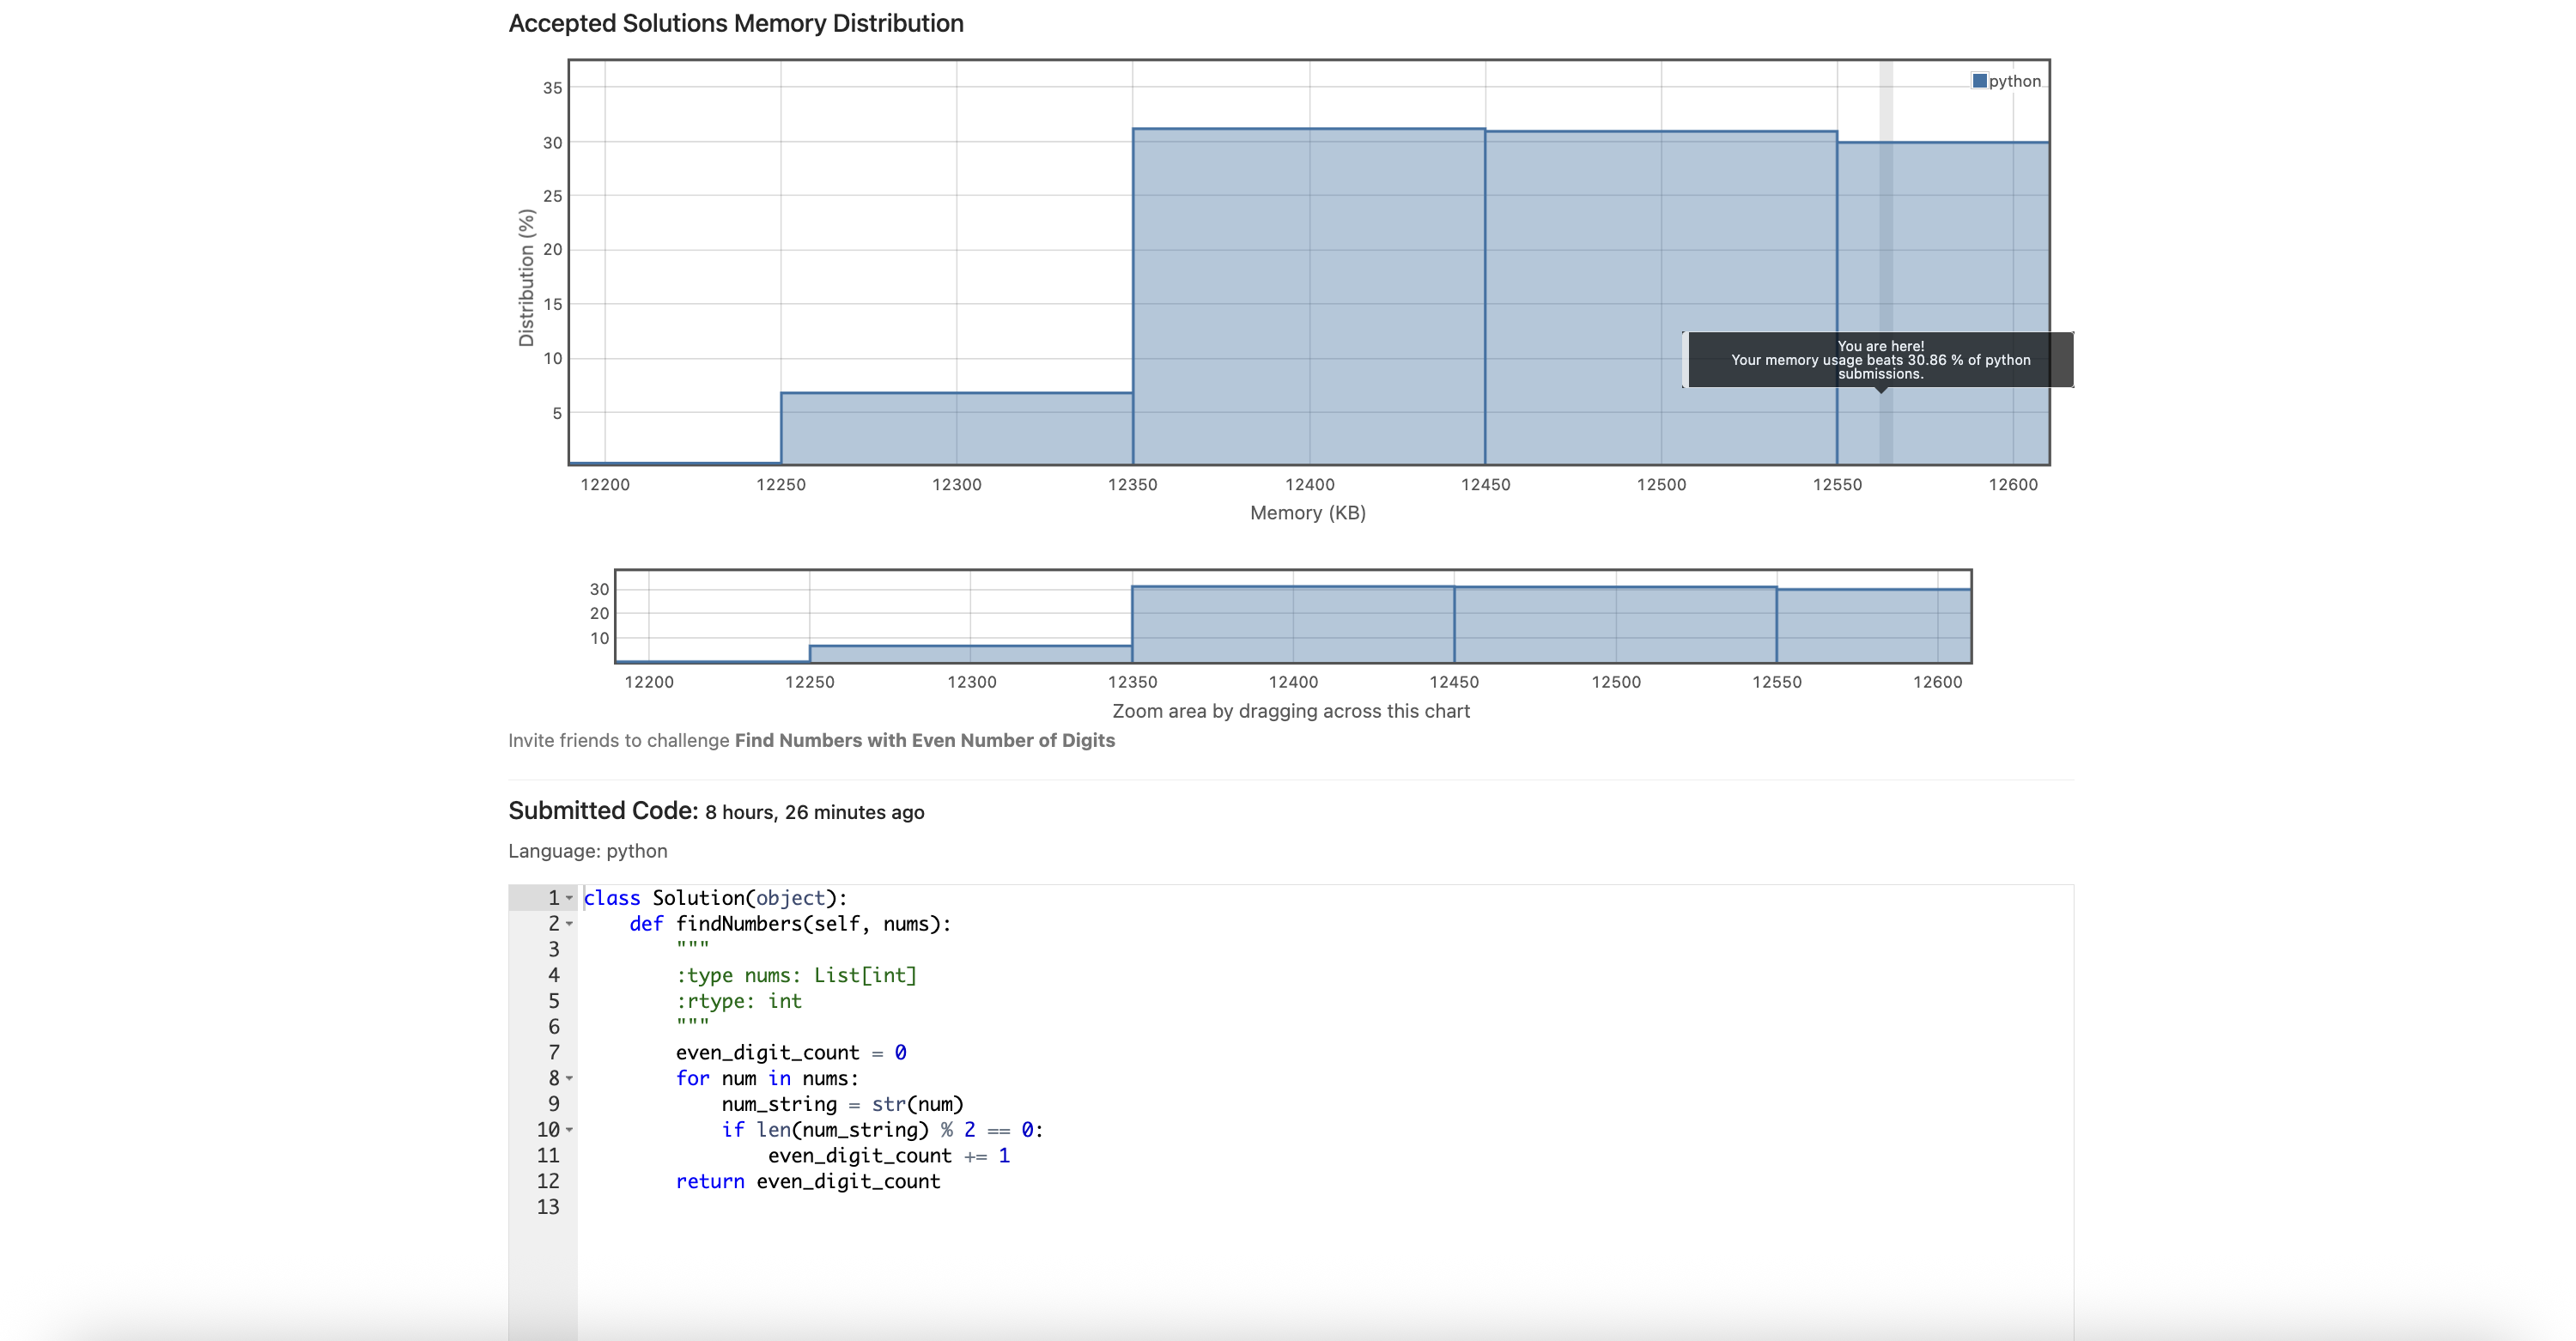 Accepted Solutions Memory Distribution
python
35
30
25
20
15
10
5
Distribution (%)
You are here!
Your memory usage beats 30.86 % of python
submissions.
12200 12250 12300 12350 12400 12450 12500 12550 12600
Memory (KB)
30
20
10
12200 12250 12300 12350 12400 12450 12500 12550 12600
Zoom area by dragging across this chart
Invite friends to challenge Find Numbers with Even Number of Digits
Submitted Code: 8 hours, 26 minutes ago
Language: python
1 class Solution(object):
2     def findNumbers(self, nums):
3         """
4         :type nums: List[int]
5         :rtype: int
6         """
7         even_digit_count = 0
8         for num in nums:
9             num_string = str(num)
10             if len(num_string) % 2 == 0:
11                 even_digit_count += 1
12         return even_digit_count
13